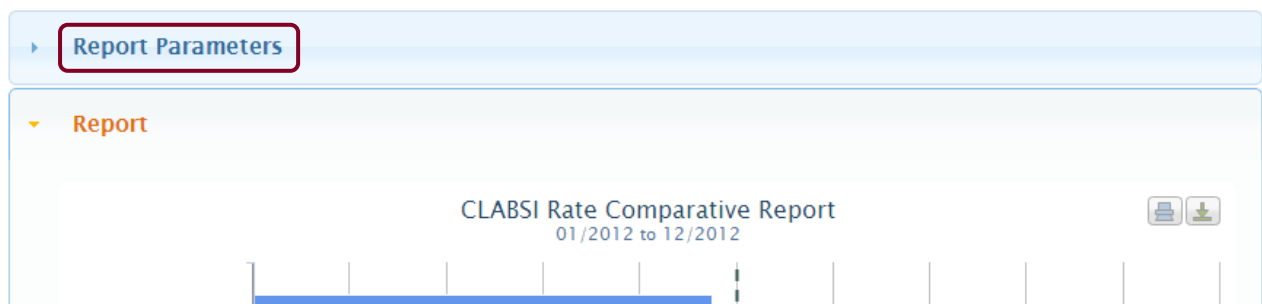 Report Parameters
Report
CLABSI Rate Comparative Report
01/2012 to 12/2012